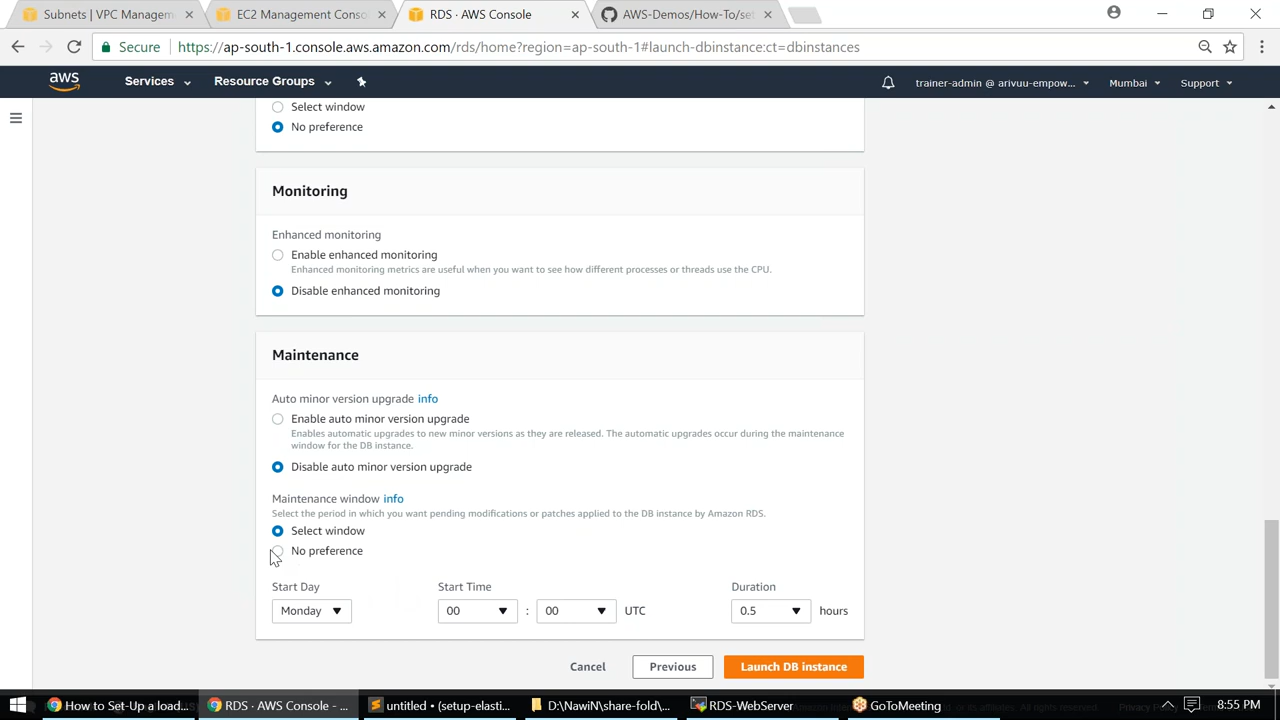 Subnets | VPC Managemen
EC2 Management Conso
RDS · AWS Console
AWS-Demos/How-To/set
Secure
https://ap-south-1.console.aws.amazon.com/rds/home?region=ap-south-1#launch-dbinstance:ct=dbinstances
aws
Services
Resource Groups
trainer-admin @ arivuu-empow...
Mumbai
Support
Select window
No preference
Monitoring
Enhanced monitoring
Enable enhanced monitoring
Enhanced monitoring metrics are useful when you want to see how different processes or threads use the CPU.
Disable enhanced monitoring
Maintenance
Auto minor version upgrade info
Enable auto minor version upgrade
Enables automatic upgrades to new minor versions as they are released. The automatic upgrades occur during the maintenance
window for the DB instance.
Disable auto minor version upgrade
Maintenance window info
Select the period in which you want pending modifications or patches applied to the DB instance by Amazon RDS.
Select window
No preference
Start Day
Start Time
Duration
Monday
00
:
00
UTC
0.5
hours
Cancel
Previous
Launch DB instance
How to Set-Up a load...
RDS · AWS Console - ...
untitled • (setup-elasti...
D:\NawiN\share-fold\...
RDS-WebServer
GoToMeeting
8:55 PM